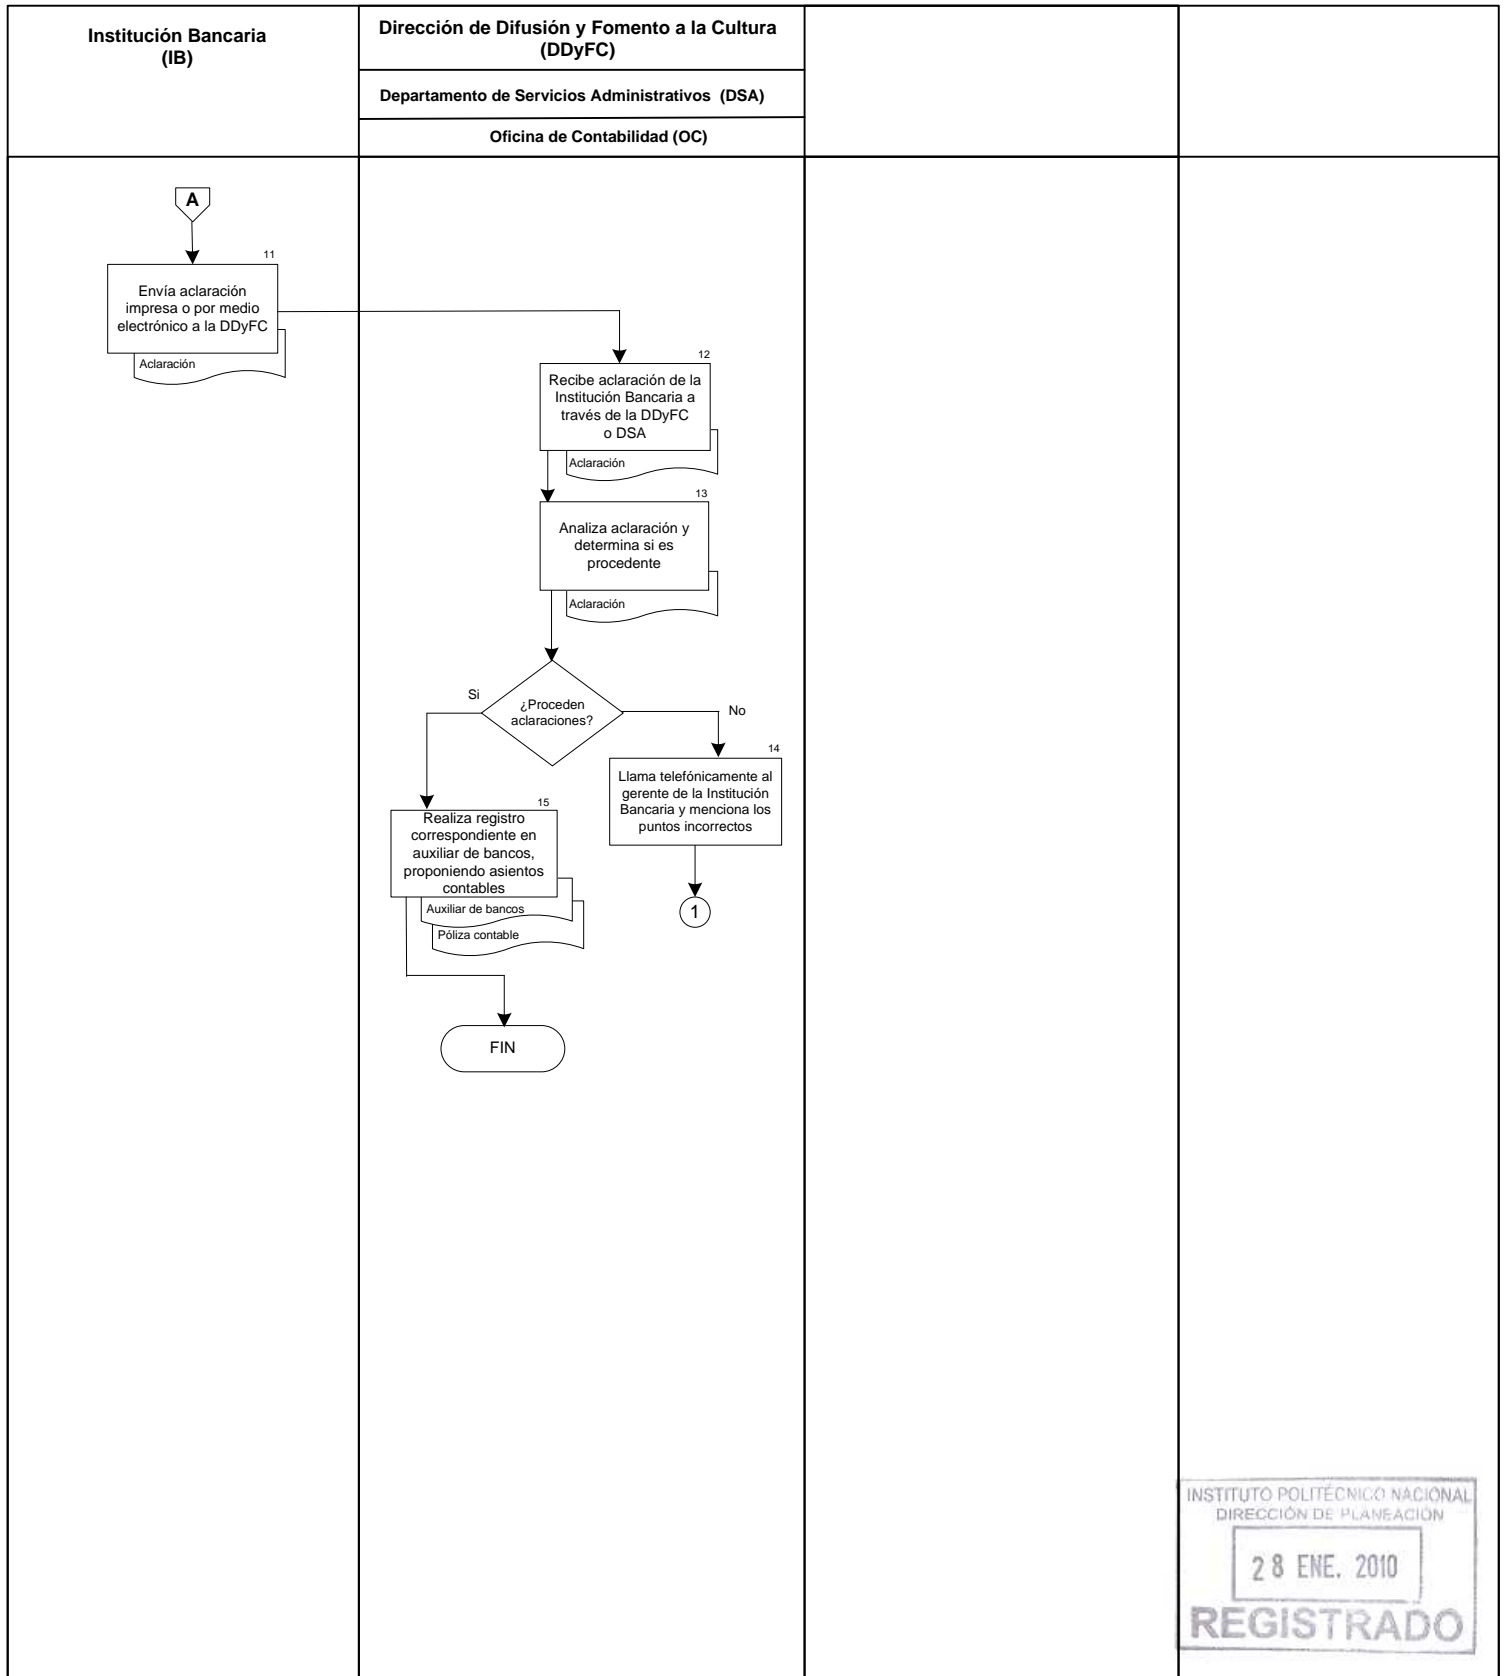 Institución Bancaria
(IB)
Dirección de Difusión y Fomento a la Cultura
(DDyFC)
Departamento de Servicios Administrativos (DSA)
Oficina de Contabilidad (OC)
A
11
Envía aclaración
impresa o por medio
electrónico a la DDyFC
Aclaración
12
Recibe aclaración de la
Institución Bancaria a
través de la DDyFC
o DSA
Aclaración
13
Analiza aclaración y
determina si es
procedente
Aclaración
¿Proceden
aclaraciones?
Si
No
14
Llama telefónicamente al
gerente de la Institución
Bancaria y menciona los
puntos incorrectos
1
15
Realiza registro
correspondiente en
auxiliar de bancos,
proponiendo asientos
contables
Auxiliar de bancos
Póliza contable
FIN
INSTITUTO POLITÉCNICO NACIONAL
DIRECCIÓN DE PLANEACIÓN
28 ENE. 2010
REGISTRADO